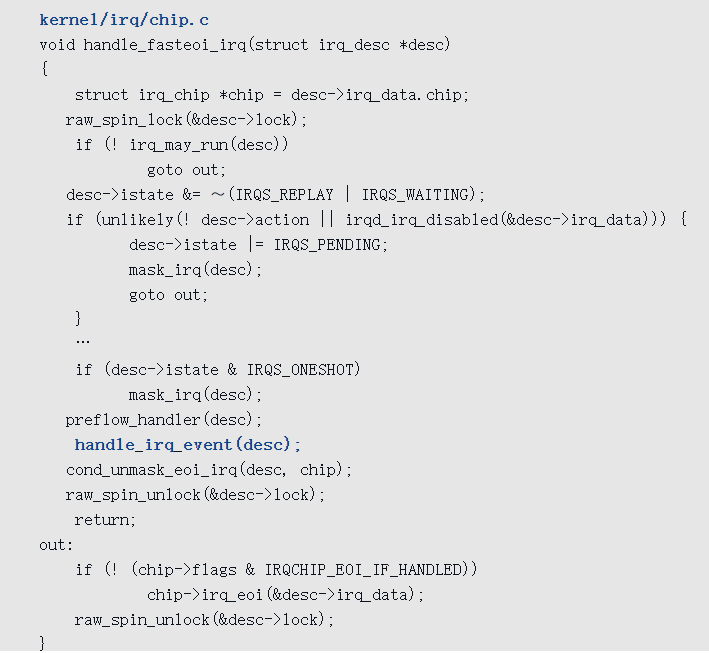 kernel/irq/chip.c
void handle_fasteoi_irq(struct irq_desc *desc)
{
struct irq_chip *chip = desc->irq_data.chip;
raw_spin_lock(&desc->lock);
if (! irq_may_run(desc))
goto out;
desc->istate &= ～(IRQS_REPLAY | IRQS_WAITING);
if (unlikely(! desc->action || irqd_irq_disabled(&desc->irq_data))) {
desc->istate |= IRQS_PENDING;
mask_irq(desc);
goto out;
}
…
if (desc->istate & IRQS_ONESHOT)
mask_irq(desc);
preflow_handler(desc);
handle_irq_event(desc);
cond_unmask_eoi_irq(desc, chip);
raw_spin_unlock(&desc->lock);
return;
out:
if (! (chip->flags & IRQCHIP_EOI_IF_HANDLED))
chip->irq_eoi(&desc->irq_data);
raw_spin_unlock(&desc->lock);
}